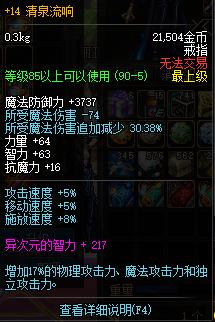 +14 清泉流响
0.3kg 21,504金币
戒指
无法交易
等级85以上可以使用 (90-5) 最上级
魔法防御力 +3737
所受魔法伤害 -74
所受魔法伤害追加减少 30.38%
力量 +64
智力 +63
抗魔力 +16
攻击速度 +5%
移动速度 +5%
施放速度 +8%
异次元的智力 + 217
增加17%的物理攻击力、魔法攻击力和
独立攻击力。
查看详细说明(F4)
重量